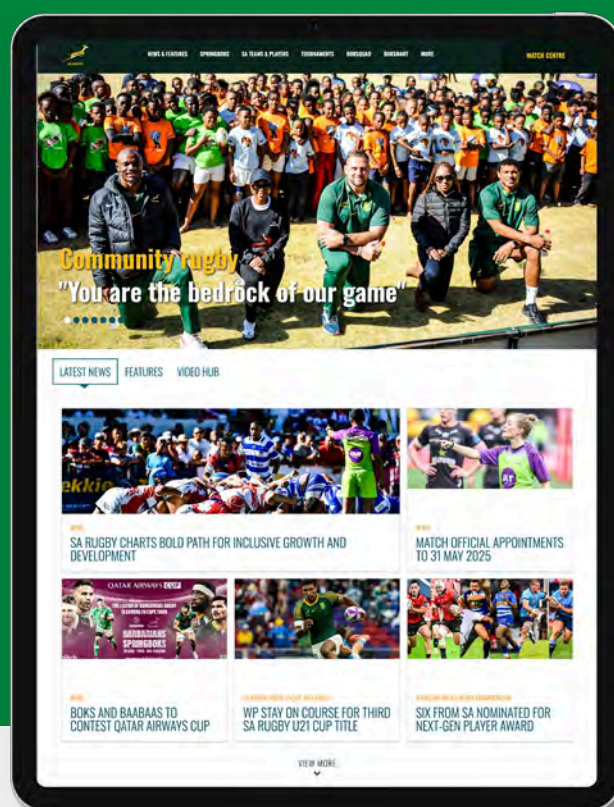 NEWS & FEATURES SPRINGBOKS SA TEAMS & PLAYERS TOURNAMENTS BOKSQUAD BOKSMART MORE MATCH CENTRE
Community rugby
"You are the bedrock of our game"
LATEST NEWS FEATURES VIDEO HUB
ekkie
NEWS
SA RUGBY CHARTS BOLD PATH FOR INCLUSIVE GROWTH AND
DEVELOPMENT
NEWS
MATCH OFFICIAL APPOINTMENTS
TO 31 MAY 2025
QATAR AIRWAYS CUP
BARBARIANS
SPRINGBOKS
NEWS
BOKS AND BAABAAS TO
CONTEST QATAR AIRWAYS CUP
WP STAY ON COURSE FOR THIRD
SA RUGBY U21 CUP TITLE
SIX FROM SA NOMINATED FOR
NEXT-GEN PLAYER AWARD
VIEW MORE